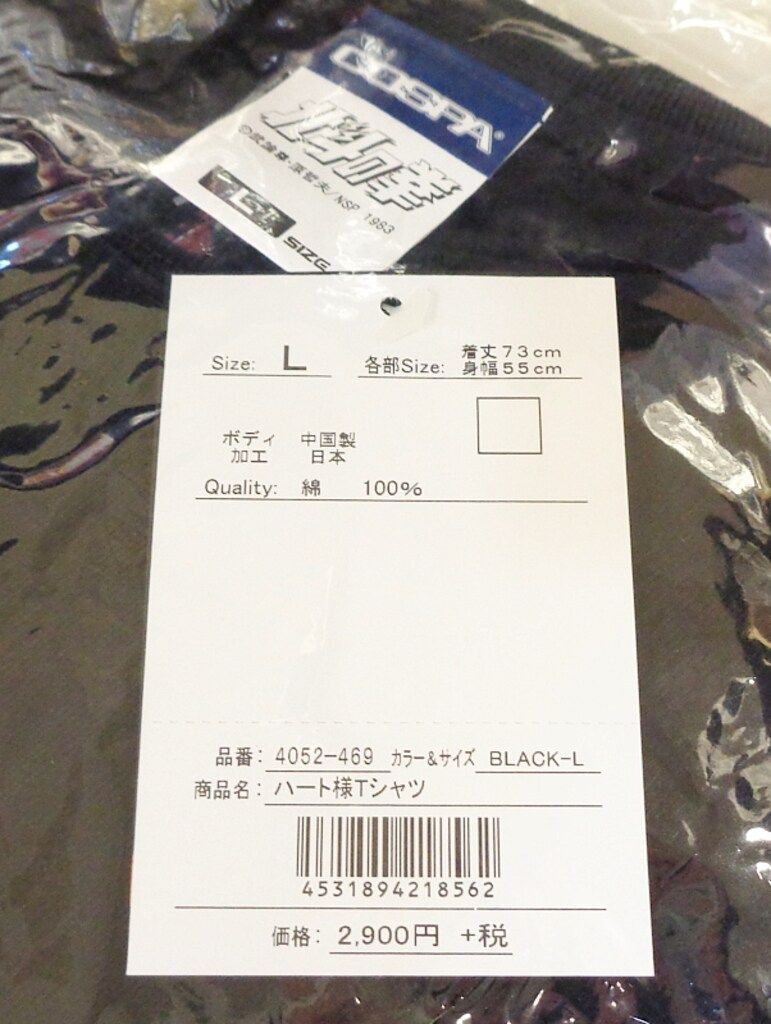 COSPA®
北斗の拳
©武論尊・原哲夫/NSP 1983
SIZE
Size: L 各部Size: 着丈73cm
身幅55cm
ボディ 中国製
加工 日本
Quality: 綿 100%
品番: 4052-469 カラー&サイズ BLACK-L
商品名: ハート様Tシャツ
4531894218562
価格: 2,900円 +税